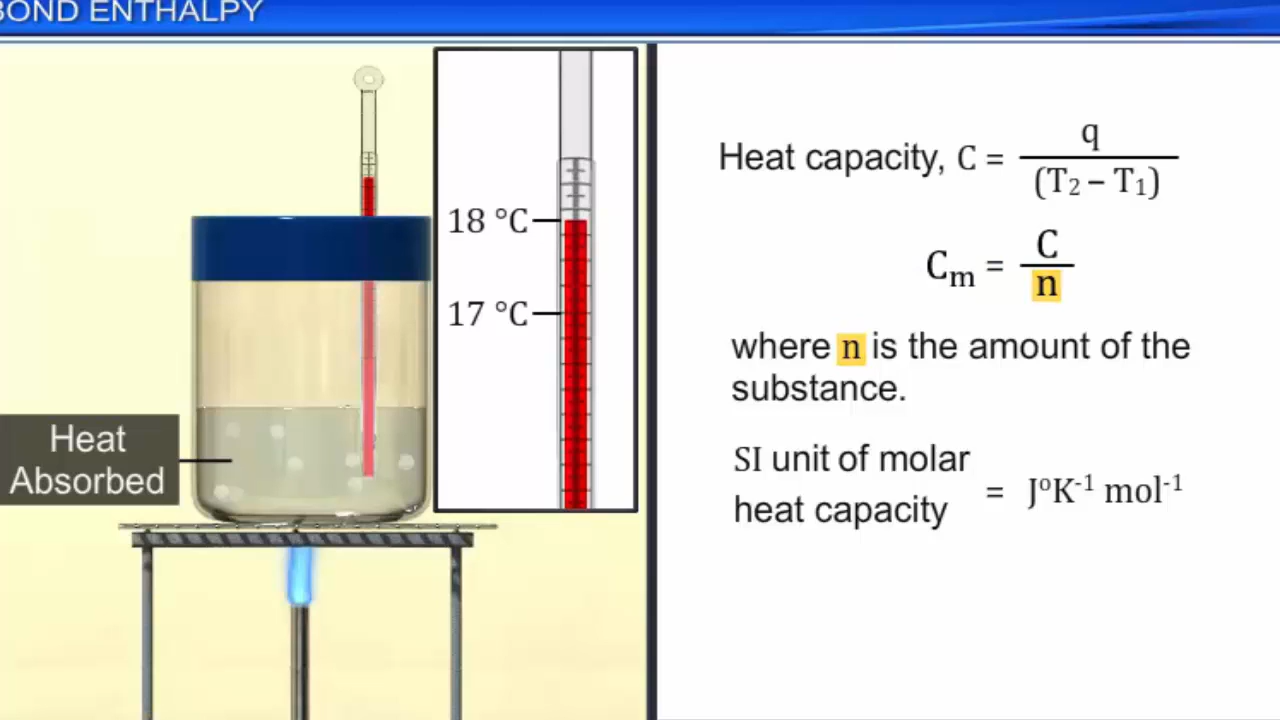 BOND ENTHALPY
18 °C
17 °C
Heat
Absorbed
Heat capacity, C = q / (T₂ – T₁)
Cₘ = C / n
where n is the amount of the
substance.
SI unit of molar
heat capacity = JºK⁻¹ mol⁻¹